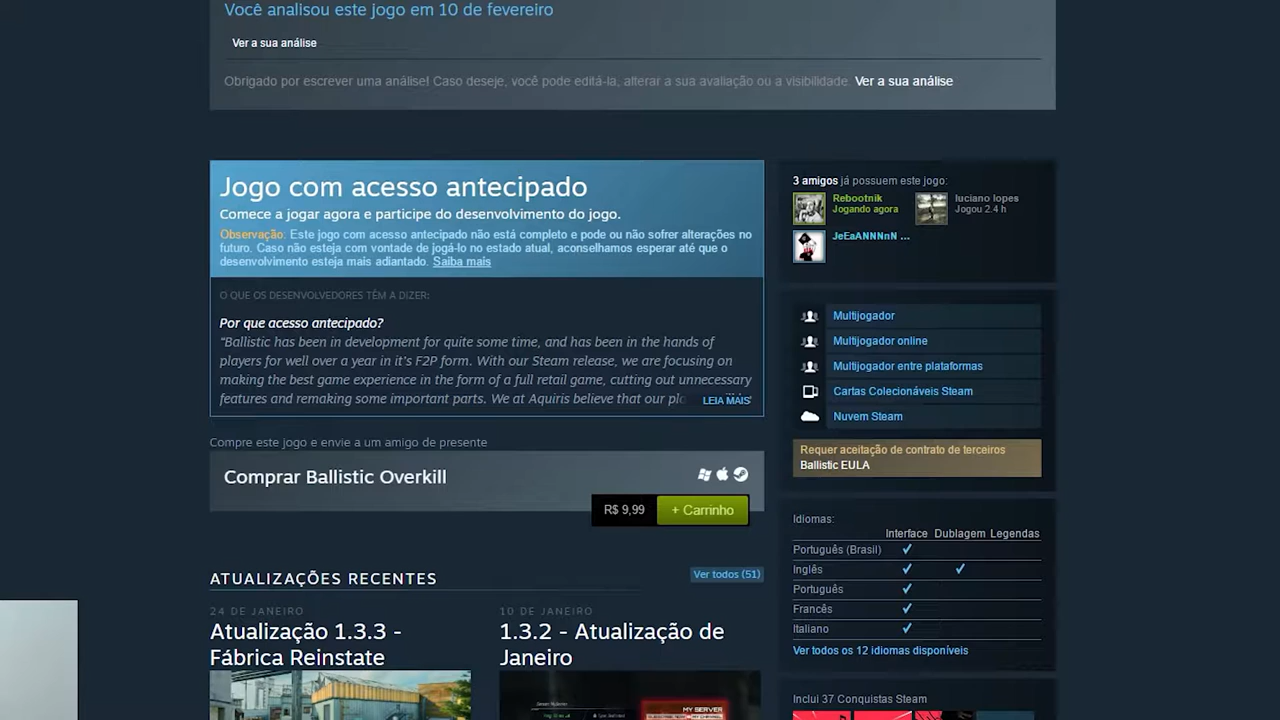 Você analisou este jogo em 10 de fevereiro
Ver a sua análise
Obrigado por escrever uma análise! Caso deseje, você pode editá-la, alterar a sua avaliação ou a visibilidade. Ver a sua análise
Jogo com acesso antecipado
Comece a jogar agora e participe do desenvolvimento do jogo.
Observação: Este jogo com acesso antecipado não está completo e pode ou não sofrer alterações no
futuro. Caso não esteja com vontade de jogá-lo no estado atual, aconselhamos esperar até que o
desenvolvimento esteja mais adiantado. Saiba mais
O QUE OS DESENVOLVEDORES TÊM A DIZER:
Por que acesso antecipado?
"Ballistic has been in development for quite some time, and has been in the hands of
players for well over a year in it's F2P form. With our Steam release, we are focusing on
making the best game experience in the form of a full retail game, cutting out unnecessary
features and remaking some important parts. We at Aquiris believe that our
LEIA MAIS
Compre este jogo e envie a um amigo de presente
Comprar Ballistic Overkill
R$ 9,99
+ Carrinho
ATUALIZAÇÕES RECENTES
Ver todos (51)
24 DE JANEIRO
Atualização 1.3.3 -
Fábrica Reinstate
10 DE JANEIRO
1.3.2 - Atualização de
Janeiro
MY SERVER
3 amigos já possuem este jogo:
Rebootnik
Jogando agora
luciano lopes
Jogou 2.4 h
JeEaANNNnN ...
Multijogador
Multijogador online
Multijogador entre plataformas
Cartas Colecionáveis Steam
Nuvem Steam
Requer aceitação de contrato de terceiros
Ballistic EULA
Idiomas:
Interface Dublagem Legendas
Português (Brasil)
Inglês
Português
Francês
Italiano
Ver todos os 12 idiomas disponíveis
Inclui 37 Conquistas Steam